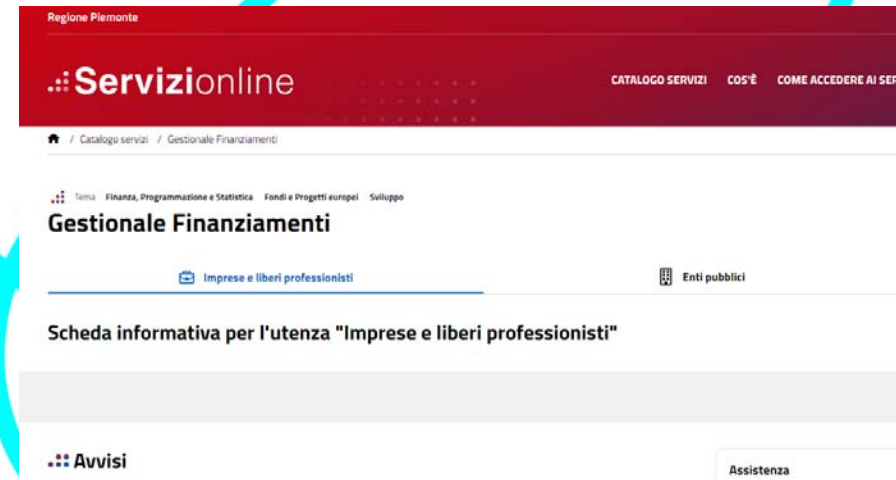 Regione Piemonte
Servizionline
CATALOGO SERVIZI COS'È COME ACCEDERE AI
/ Catalogo servizi / Gestionale Finanziamenti
Tema Finanza, Programmazione e Statistica Fondi e Progetti europei Sviluppo
Gestionale Finanziamenti
Imprese e liberi professionisti Enti pubblici
Scheda informativa per l'utenza "Imprese e liberi professionisti"
Avvisi
Assistenza